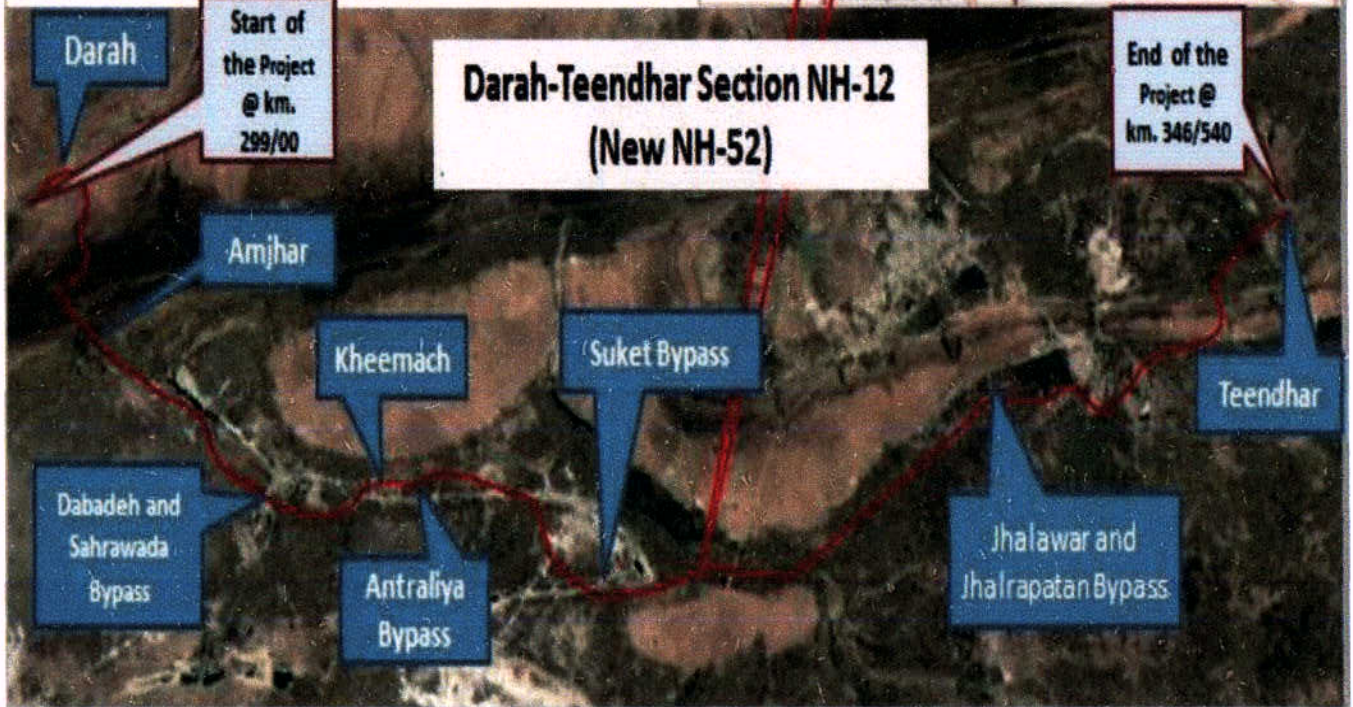 Darah
Start of
the Project
@ km.
299/00
Darah-Teendhar Section NH-12
(New NH-52)
End of the
Project @
km. 346/540
Amjhar
Kheemach
Suket Bypass
Teendhar
Dabadeh and
Sahrawada
Bypass
Antraliya
Bypass
Jhalawar and
Jhalrapatan Bypass